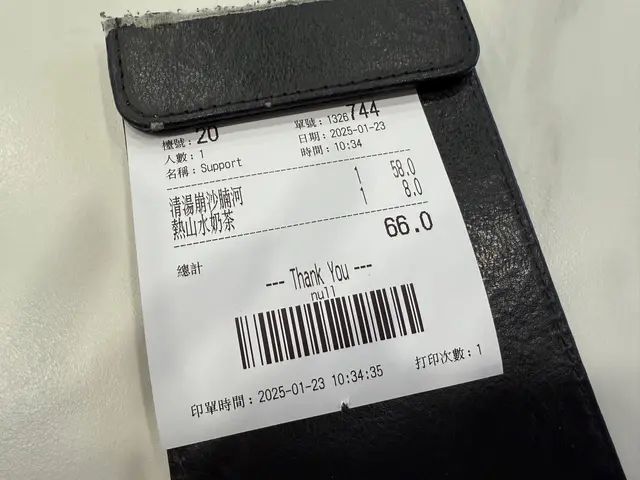 檯號：20 單號：1326744
人數：1 日期：2025-01-23
名稱：Support 時間：10:34
清湯崩沙腩河 1 58.0
熱山水奶茶 1 8.0
總計 66.0
--- Thank You ---
null
印單時間：2025-01-23 10:34:35 打印次數：1